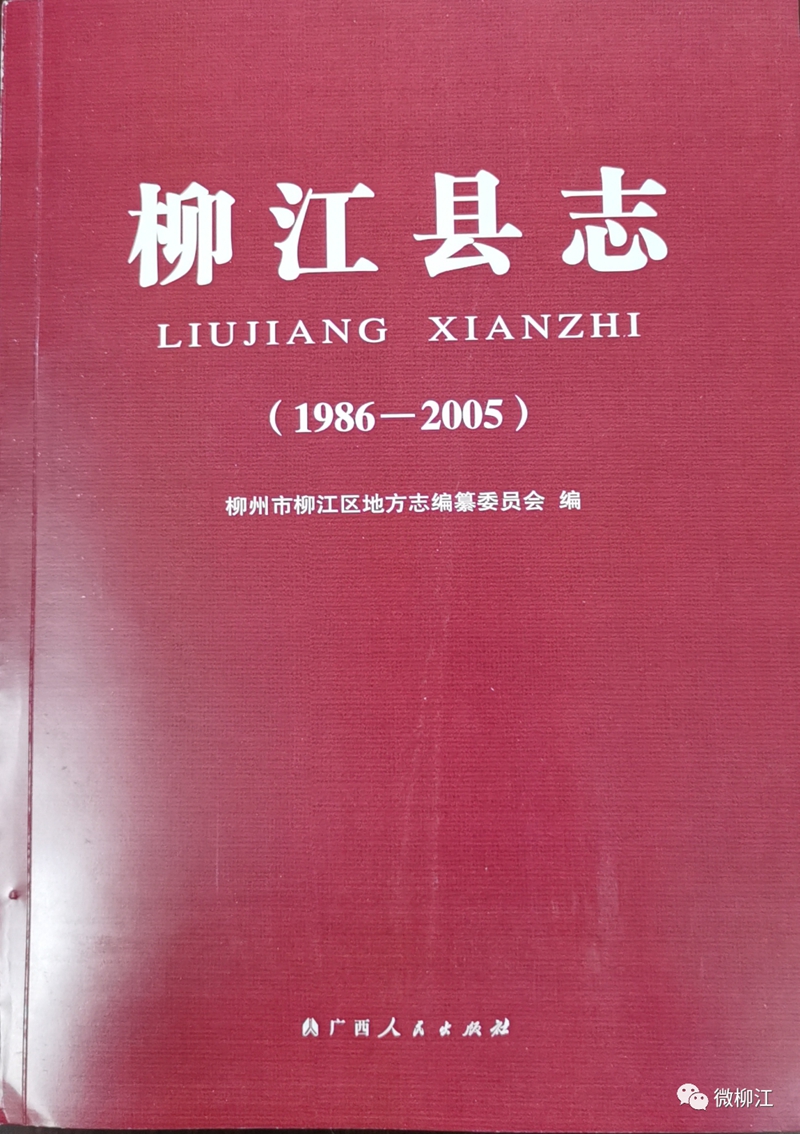 柳江县志
LIUJIANG XIANZHI
（1986—2005）
柳州市柳江区地方志编纂委员会 编
广西人民出版社
微柳江